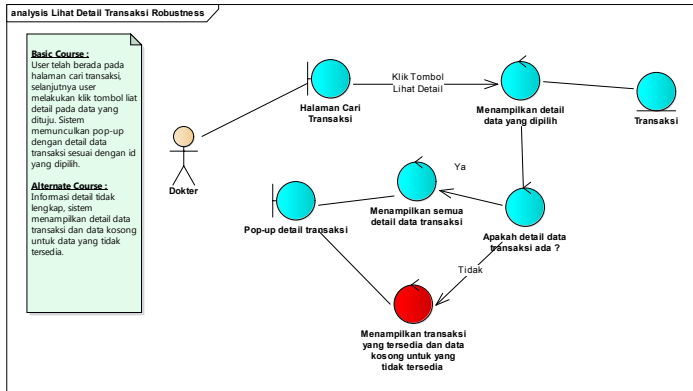 analysis Lihat Detail Transaksi Robustness
Basic Course :
User telah berada pada
halaman cari transaksi,
selanjutnya user
melakukan klik tombol liat
detail pada data yang
dituju. Sistem
memunculkan pop-up
dengan detail data
transaksi sesuai dengan id
yang dipilih.
Alternate Course :
Informasi detail tidak
lengkap, sistem
menampilkan detail data
transaksi dan data kosong
untuk data yang tidak
tersedia.
Dokter
Halaman Cari
Transaksi
Klik Tombol
Lihat Detail
Menampilkan detail
data yang dipilih
Transaksi
Ya
Pop-up detail transaksi
Menampilkan semua
detail data transaksi
Apakah detail data
transaksi ada ?
Tidak
Menampilkan transaksi
yang tersedia dan data
kosong untuk yang
tidak tersedia